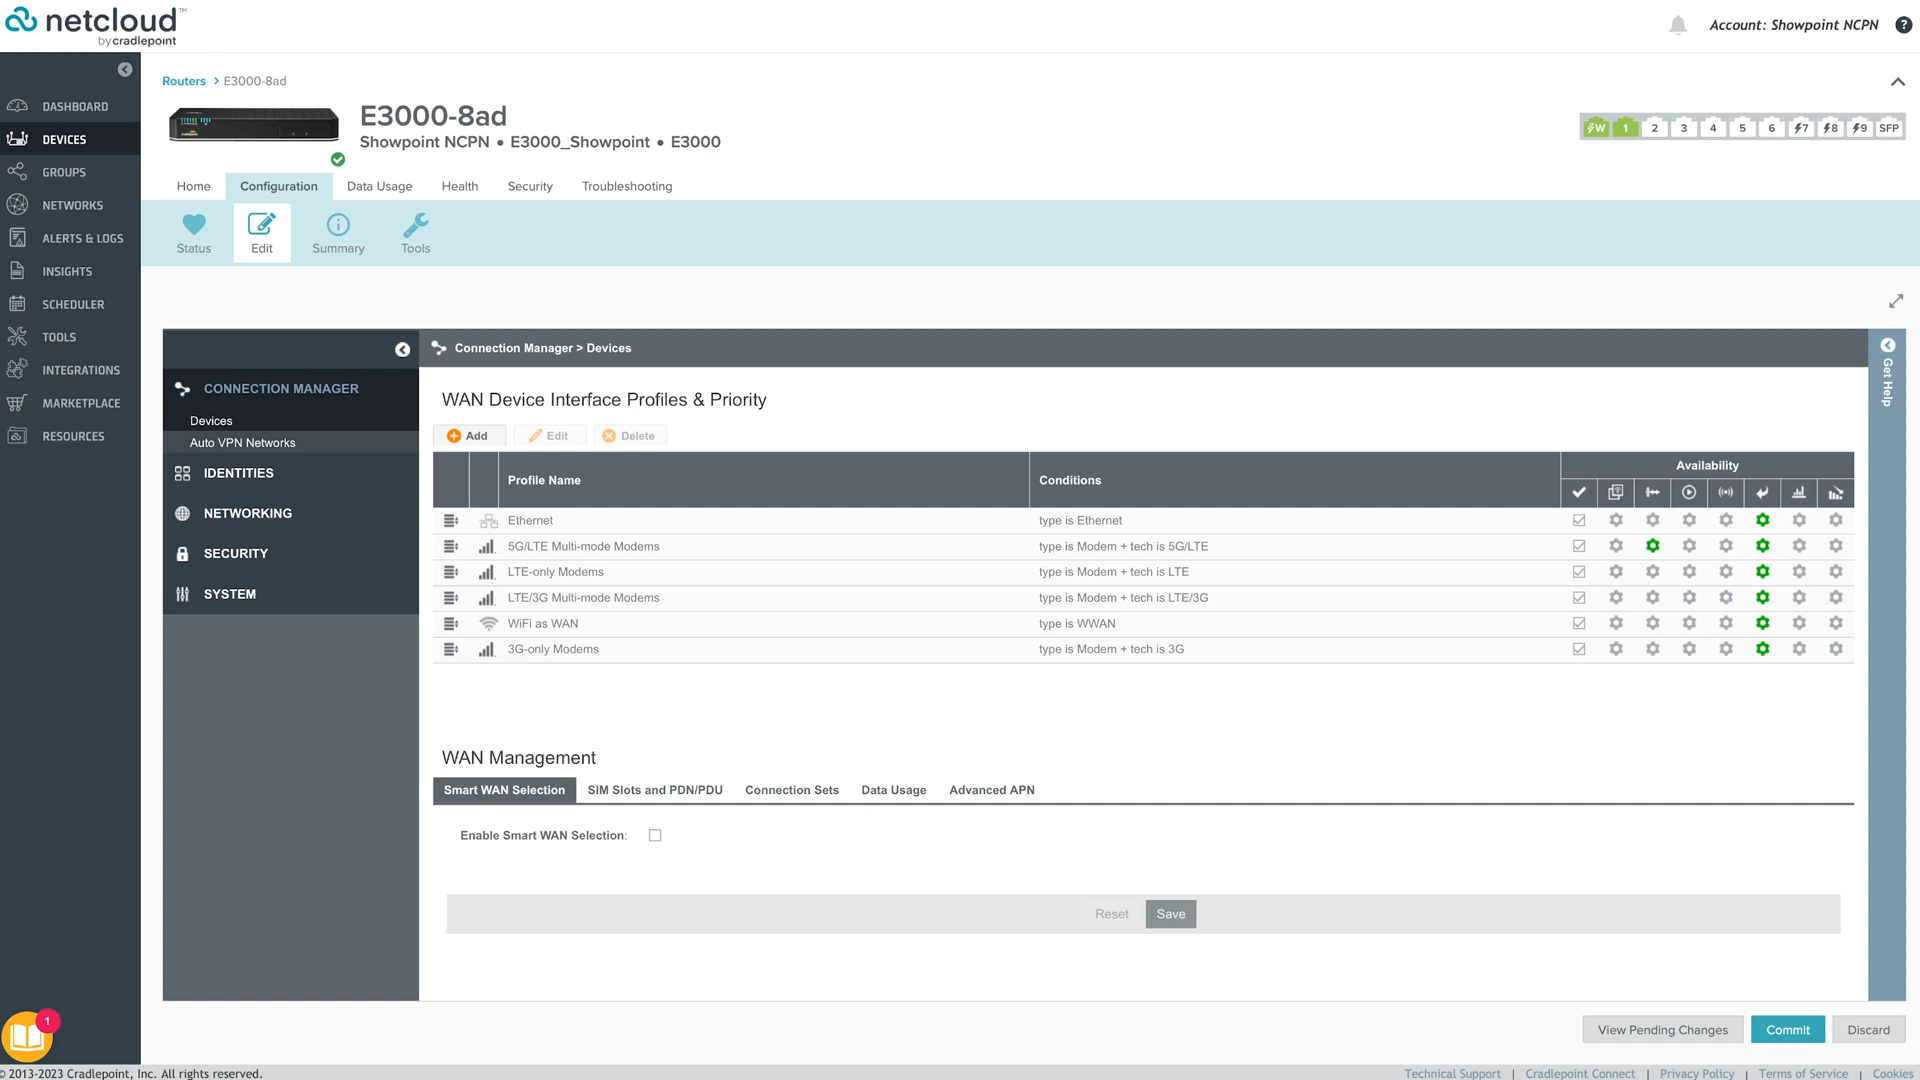 netcloud™
by cradlepoint
Account: Showpoint NCPN
?
DASHBOARD
DEVICES
GROUPS
NETWORKS
ALERTS & LOGS
INSIGHTS
SCHEDULER
TOOLS
INTEGRATIONS
MARKETPLACE
RESOURCES
1
Routers > E3000-8ad
E3000-8ad
Showpoint NCPN • E3000_Showpoint • E3000
W 1 2 3 4 5 6 7 8 9 SFP
Home Configuration Data Usage Health Security Troubleshooting
Status Edit Summary Tools
CONNECTION MANAGER
Devices
Auto VPN Networks
IDENTITIES
NETWORKING
SECURITY
SYSTEM
Connection Manager > Devices
Get Help
WAN Device Interface Profiles & Priority
Add Edit Delete
Profile Name Conditions Availability
Ethernet type is Ethernet
5G/LTE Multi-mode Modems type is Modem + tech is 5G/LTE
LTE-only Modems type is Modem + tech is LTE
LTE/3G Multi-mode Modems type is Modem + tech is LTE/3G
WiFi as WAN type is WWAN
3G-only Modems type is Modem + tech is 3G
WAN Management
Smart WAN Selection SIM Slots and PDN/PDU Connection Sets Data Usage Advanced APN
Enable Smart WAN Selection:
Reset Save
View Pending Changes Commit Discard
© 2013-2023 Cradlepoint, Inc. All rights reserved.
Technical Support | Cradlepoint Connect | Privacy Policy | Terms of Service | Cookies